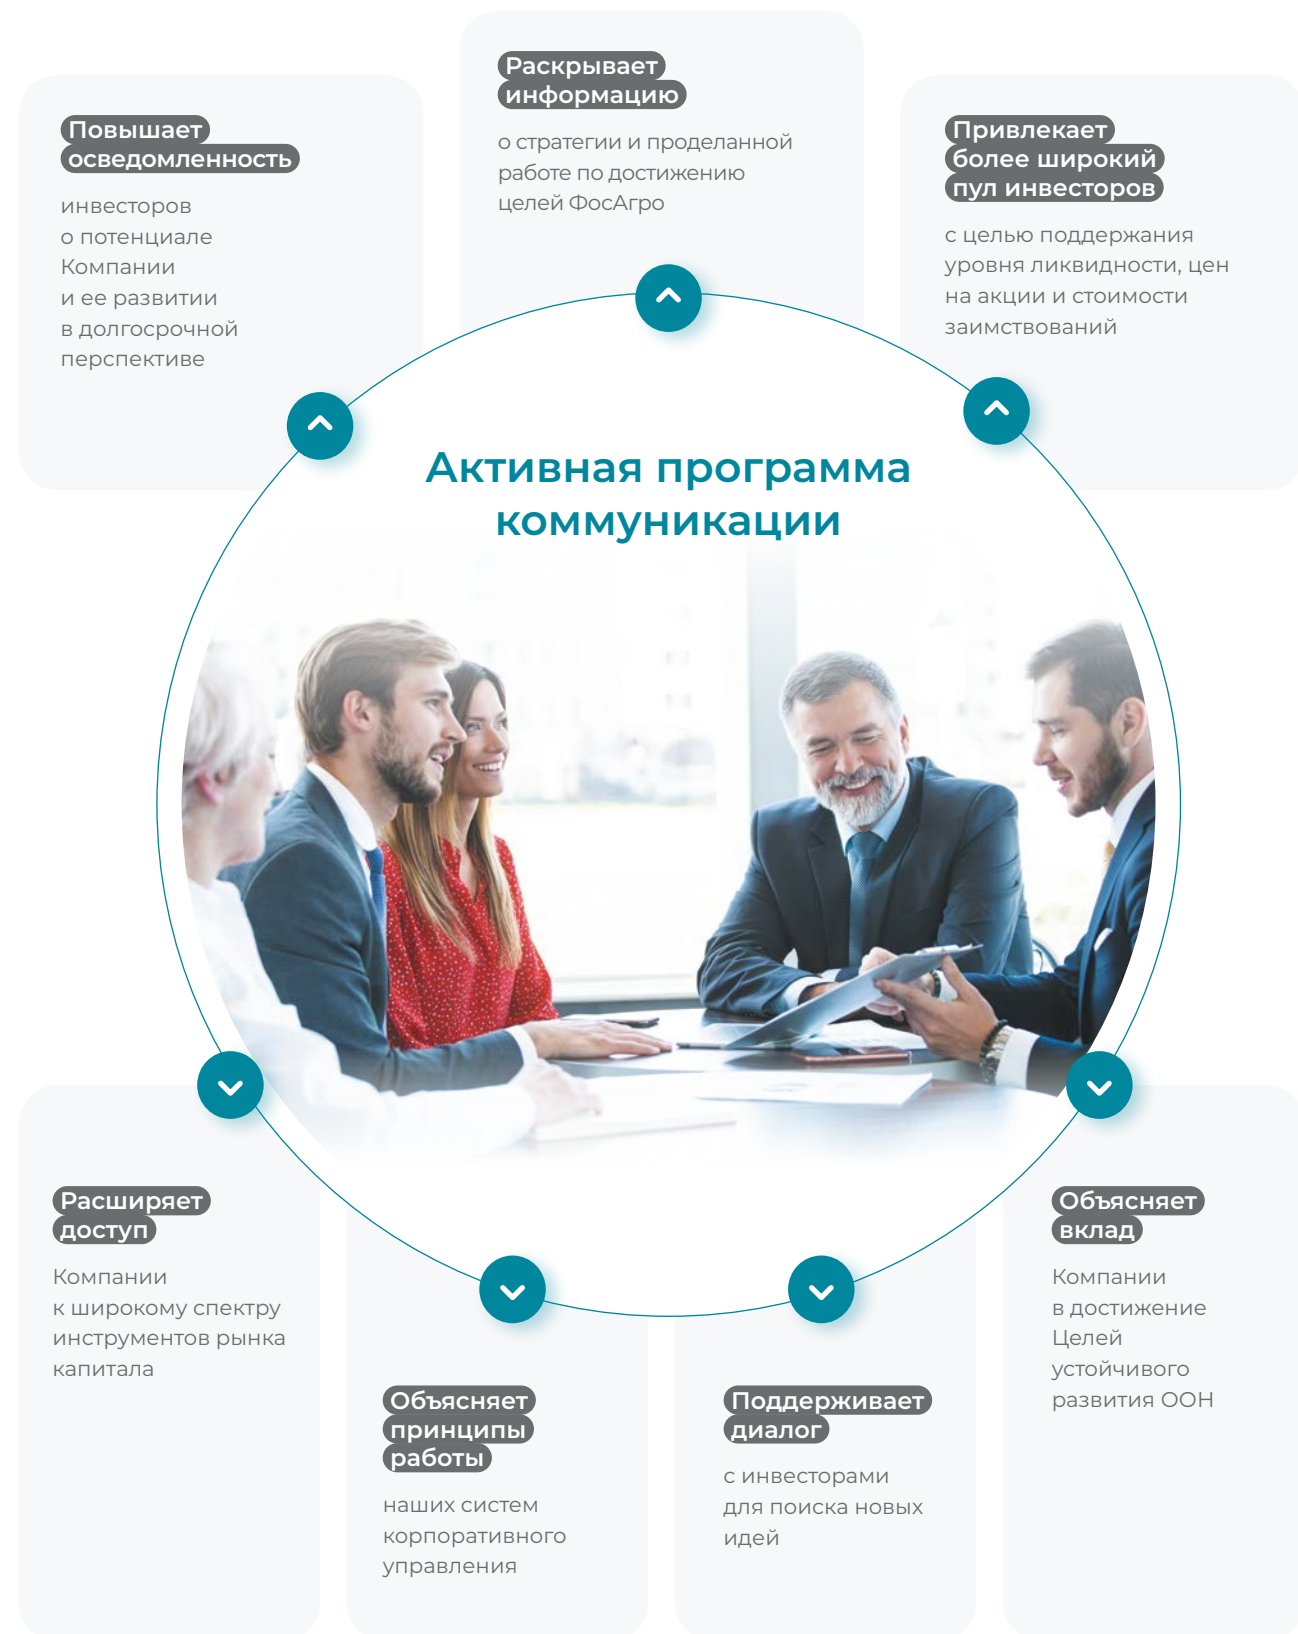 Повышает
осведомленность
инвесторов
о потенциале
Компании
и ее развитии
в долгосрочной
перспективе
Раскрывает
информацию
о стратегии и проделанной
работе по достижению
целей ФосАгро
Привлекает
более широкий
пул инвесторов
с целью поддержания
уровня ликвидности, цен
на акции и стоимости
заимствований
Активная программа
коммуникации
Расширяет
доступ
Компании
к широкому спектру
инструментов рынка
капитала
Объясняет
принципы
работы
наших систем
корпоративного
управления
Поддерживает
диалог
с инвесторами
для поиска новых
идей
Объясняет
вклад
Компании
в достижение
Целей
устойчивого
развития ООН